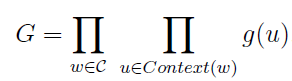 G = ∏_{w∈𝒞} ∏_{u∈Context(w)} g(u)